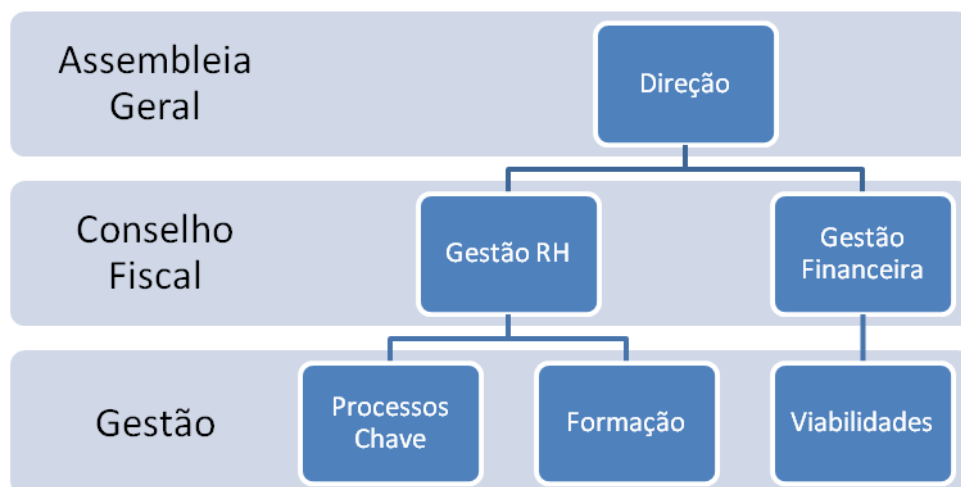 Assembleia
Geral
Direção
Conselho
Fiscal
Gestão RH
Gestão
Financeira
Gestão
Processos
Chave
Formação
Viabilidades